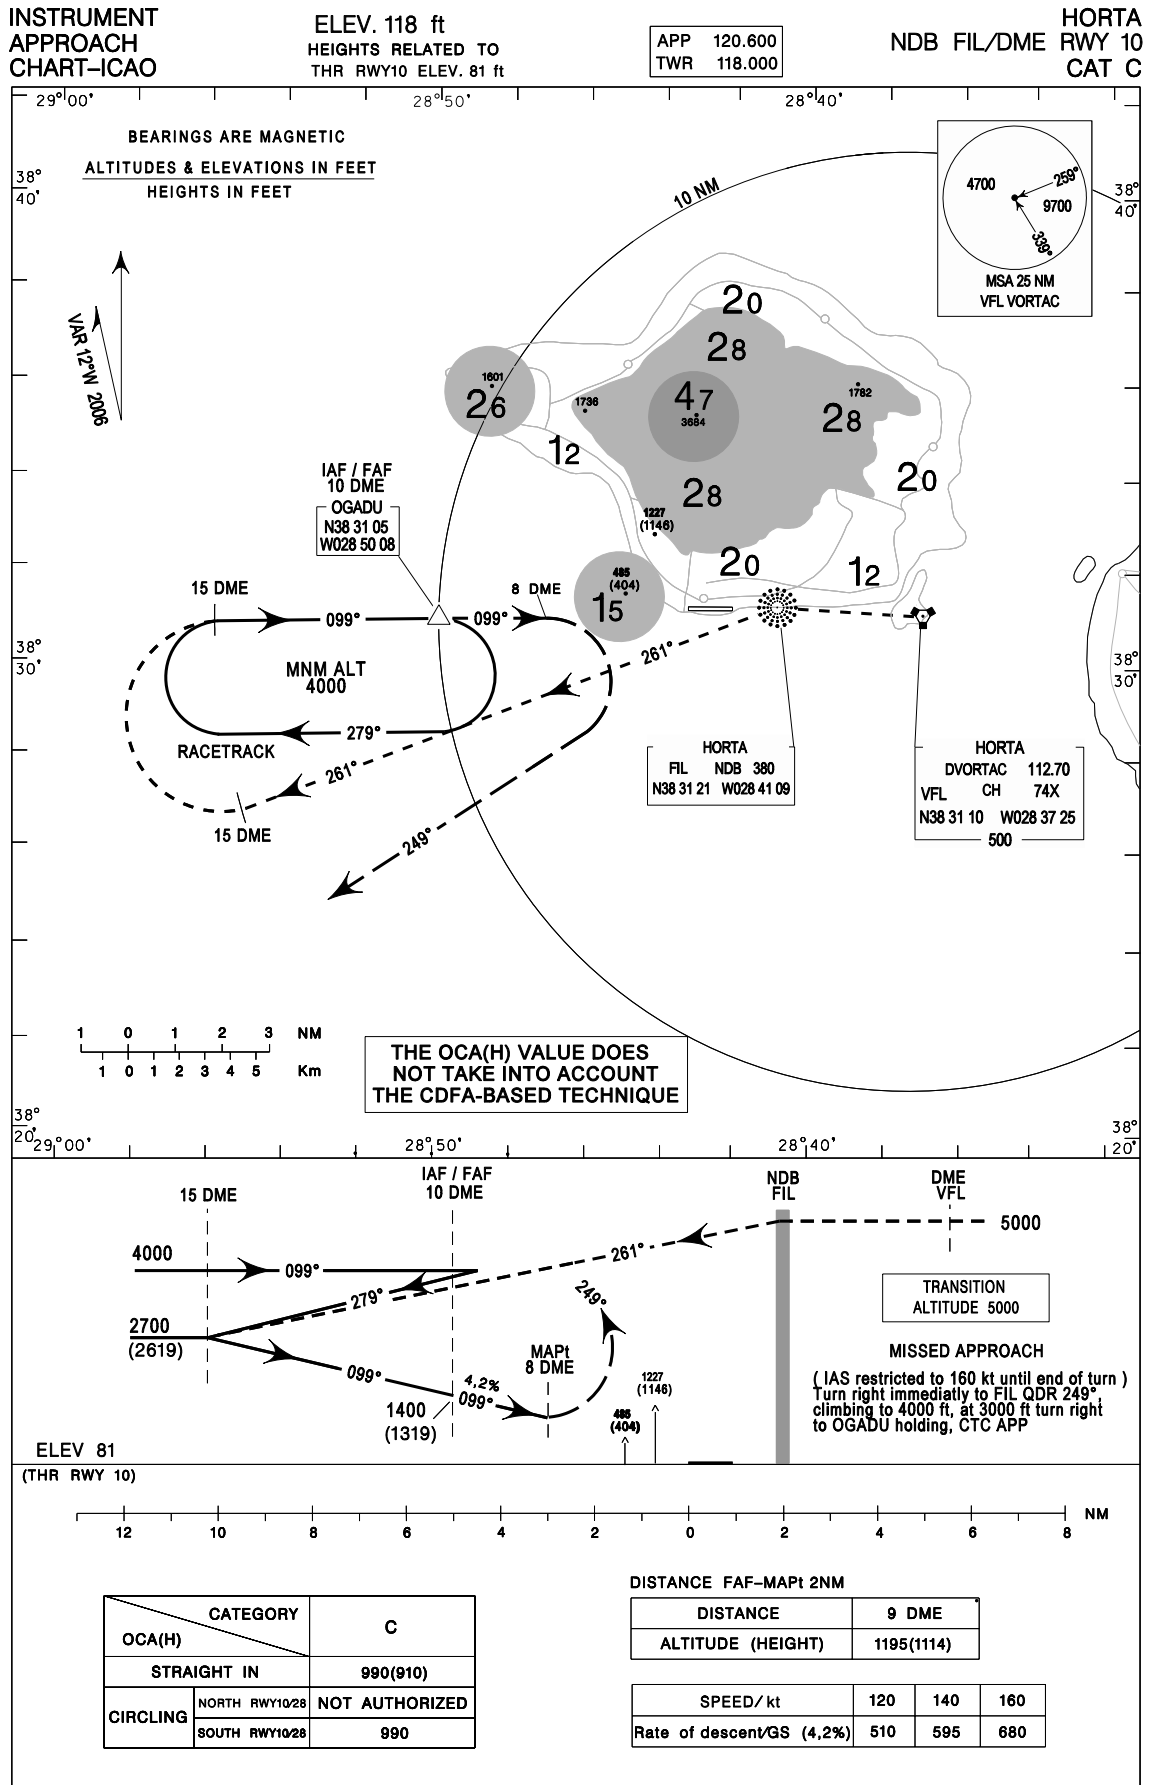 INSTRUMENT
APPROACH
CHART–ICAO
ELEV. 118 ft
HEIGHTS RELATED TO
THR RWY10 ELEV. 81 ft
APP 120.600
TWR 118.000
HORTA
NDB FIL/DME RWY 10
CAT C
29°00'
28°50'
28°40'
BEARINGS ARE MAGNETIC
ALTITUDES & ELEVATIONS IN FEET
HEIGHTS IN FEET
38°
40'
38°
40'
10 NM
4700
259°
9700
339°
MSA 25 NM
VFL VORTAC
VAR 12°W 2006
20
28
1601
26
1736
47
3684
1782
28
12
20
28
1227
(1146)
20
12
485
(404)
15
IAF / FAF
10 DME
OGADU
N38 31 05
W028 50 08
15 DME
8 DME
099°
099°
MNM ALT
4000
261°
38°
30'
38°
30'
279°
RACETRACK
261°
15 DME
249°
HORTA
FIL NDB 380
N38 31 21 W028 41 09
HORTA
DVORTAC 112.70
VFL CH 74X
N38 31 10 W028 37 25
500
1 0 1 2 3 NM
1 0 1 2 3 4 5 Km
THE OCA(H) VALUE DOES
NOT TAKE INTO ACCOUNT
THE CDFA-BASED TECHNIQUE
38°
20'
38°
20'
29°00'
28°50'
28°40'
15 DME
IAF / FAF
10 DME
NDB
FIL
DME
VFL
5000
4000
099°
261°
279°
249°
2700
(2619)
099°
4,2%
099°
1400
(1319)
MAPt
8 DME
485
(404)
1227
(1146)
TRANSITION
ALTITUDE 5000
MISSED APPROACH
( IAS restricted to 160 kt until end of turn )
Turn right immediatly to FIL QDR 249°,
climbing to 4000 ft, at 3000 ft turn right
to OGADU holding, CTC APP
ELEV 81
(THR RWY 10)
12 10 8 6 4 2 0 2 4 6 8 NM
CATEGORY
OCA(H)
C
STRAIGHT IN 990(910)
CIRCLING
NORTH RWY10/28 NOT AUTHORIZED
SOUTH RWY10/28 990
DISTANCE FAF–MAPt 2NM
DISTANCE 9 DME
ALTITUDE (HEIGHT) 1195(1114)
SPEED/kt 120 140 160
Rate of descent/GS (4,2%) 510 595 680